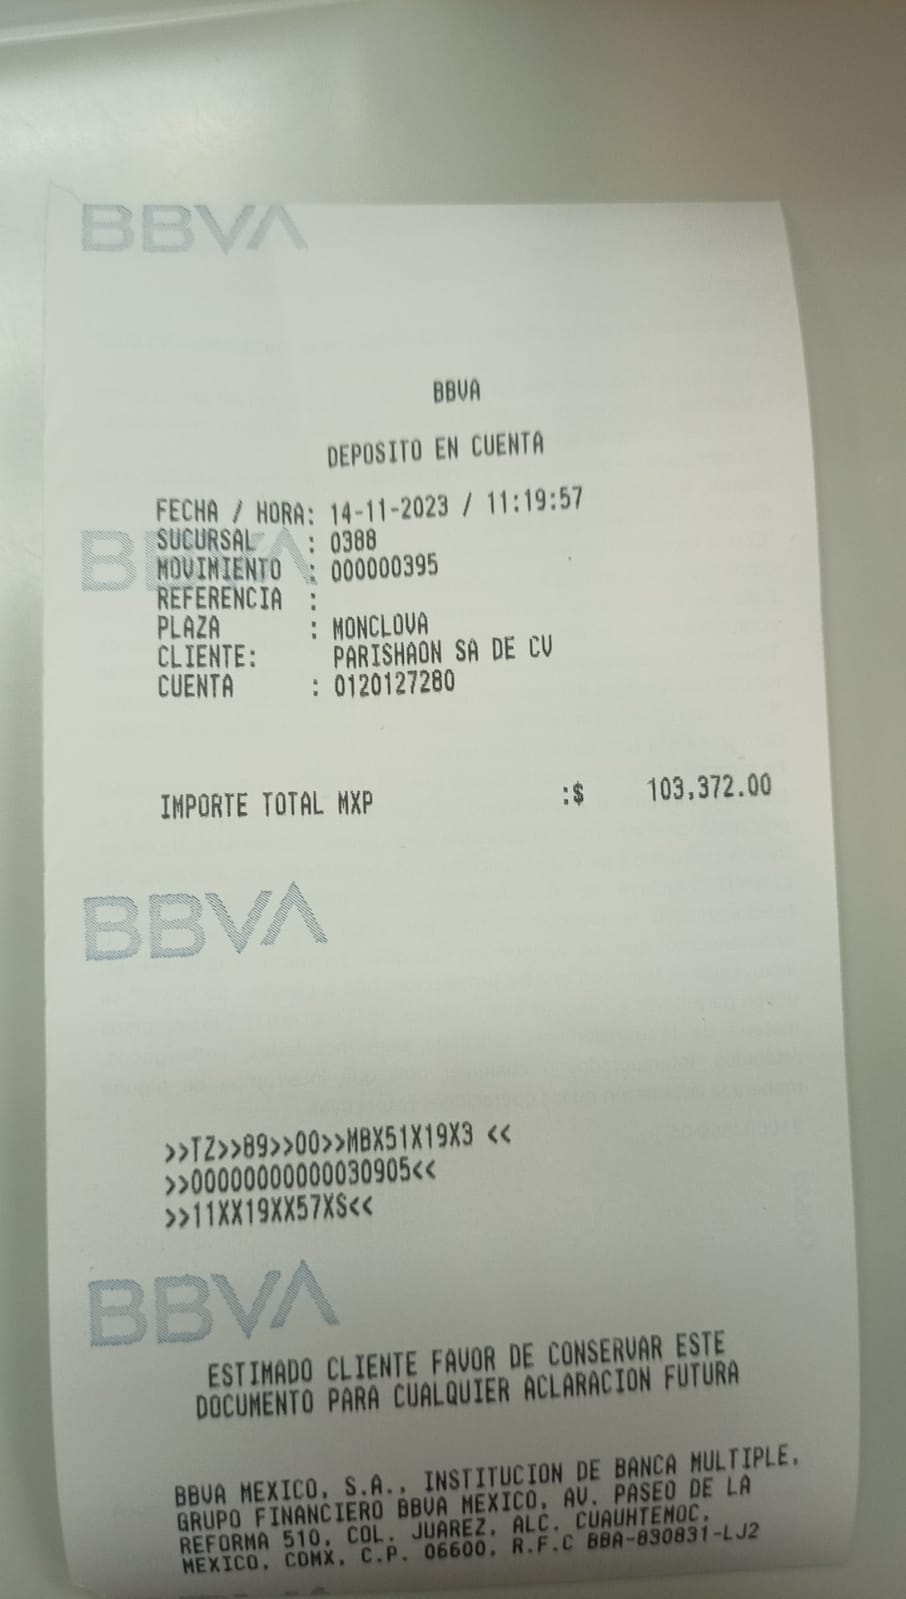 BBVA
BBVA
DEPOSITO EN CUENTA
FECHA / HORA: 14-11-2023 / 11:19:57
BBVA
SUCURSAL : 0388
MOVIMIENTO : 000000395
REFERENCIA :
PLAZA : MONCLOVA
CLIENTE: PARISHAON SA DE CV
CUENTA : 0120127280
IMPORTE TOTAL MXP :$ 103,372.00
BBVA
>>TZ>>89>>00>>MBX51X19X3 <<
>>00000000000030905<<
>>11XX19XX57XS<<
BBVA
ESTIMADO CLIENTE FAVOR DE CONSERVAR ESTE
DOCUMENTO PARA CUALQUIER ACLARACION FUTURA
BBVA MEXICO, S.A., INSTITUCION DE BANCA MULTIPLE,
GRUPO FINANCIERO BBVA MEXICO, AV. PASEO DE LA
REFORMA 510, COL. JUAREZ, ALC. CUAUHTEMOC,
MEXICO, CDMX, C.P. 06600, R.F.C BBA-830831-LJ2